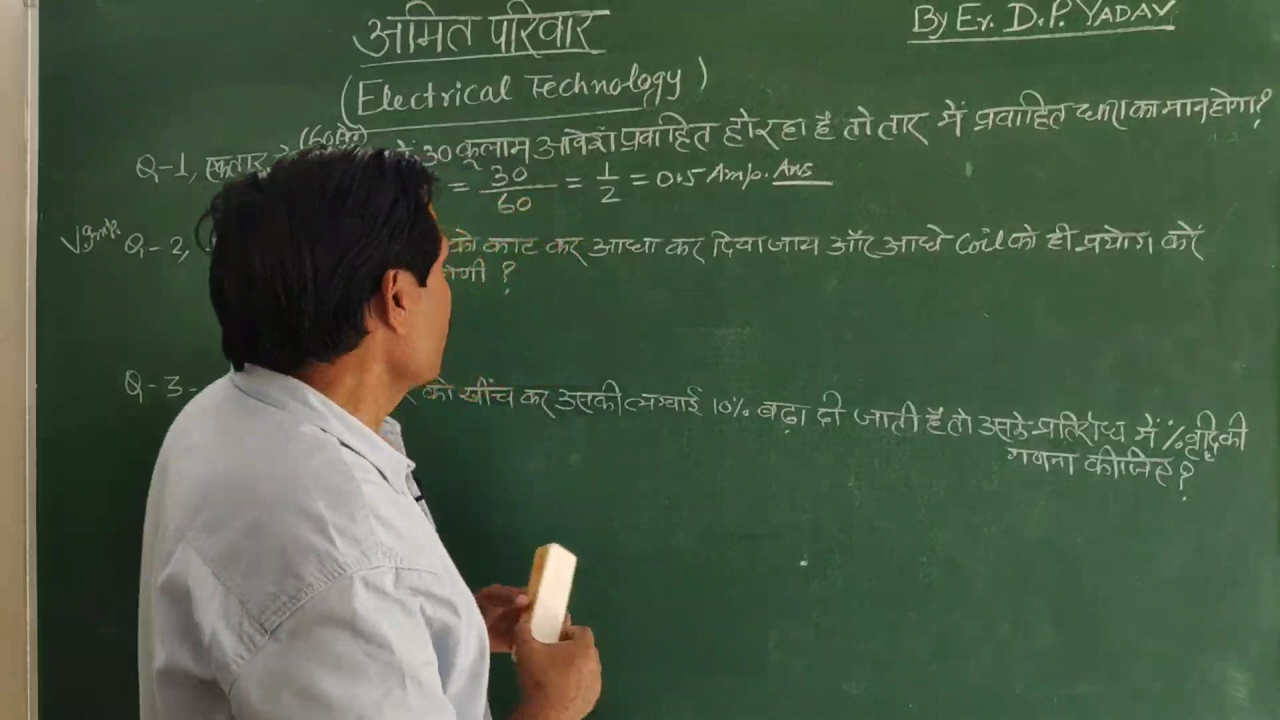 अमित परिवार
By Er. D.P. YADAV
(Electrical Technology)
Q-1, एक तार 30 कूलाम आवेश प्रवाहित हो रहा है तो तार में प्रवाहित धारा का मान होगा?
= 30/60 = 1/2 = 0.5 Amp. Ans
Q-2, को काट कर आधा कर दिया जाय और आधे Coil को ही प्रयोग करें
?
Q-3- को खींच कर उसकी लम्बाई 10% बढ़ा दी जाती है तो उसके प्रतिरोध में % वृद्धि की
गणना कीजिए?